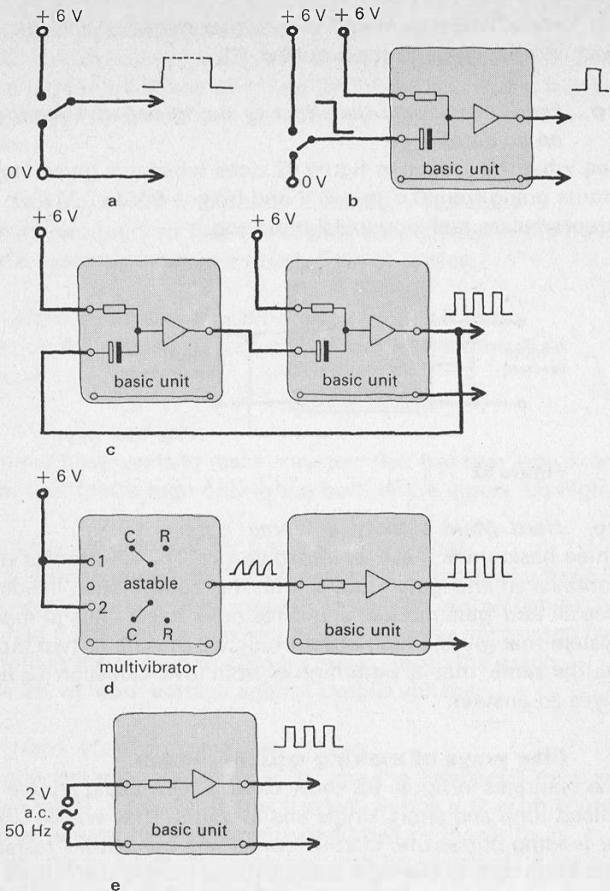 + 6 V
0 V
a
+ 6 V
+ 6 V
0 V
basic unit
b
+ 6 V
+ 6 V
basic unit
basic unit
c
+ 6 V
1
2
C R
astable
C R
multivibrator
basic unit
d
2 V
a.c.
50 Hz
basic unit
e